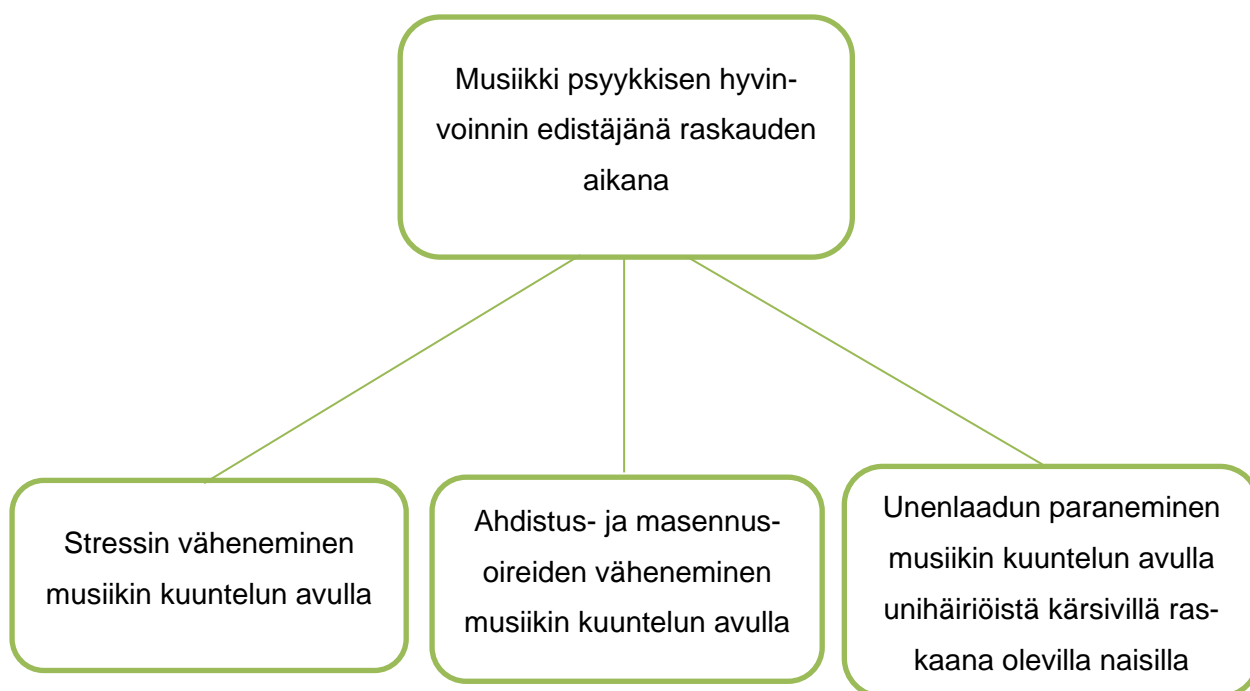 Musiikki psyykkisen hyvin-
voinnin edistäjänä raskauden
aikana
Stressin väheneminen
musiikin kuuntelun avulla
Ahdistus- ja masennus-
oireiden väheneminen
musiikin kuuntelun avulla
Unenlaadun paraneminen
musiikin kuuntelun avulla
unihäiriöistä kärsivillä ras-
kaana olevilla naisilla